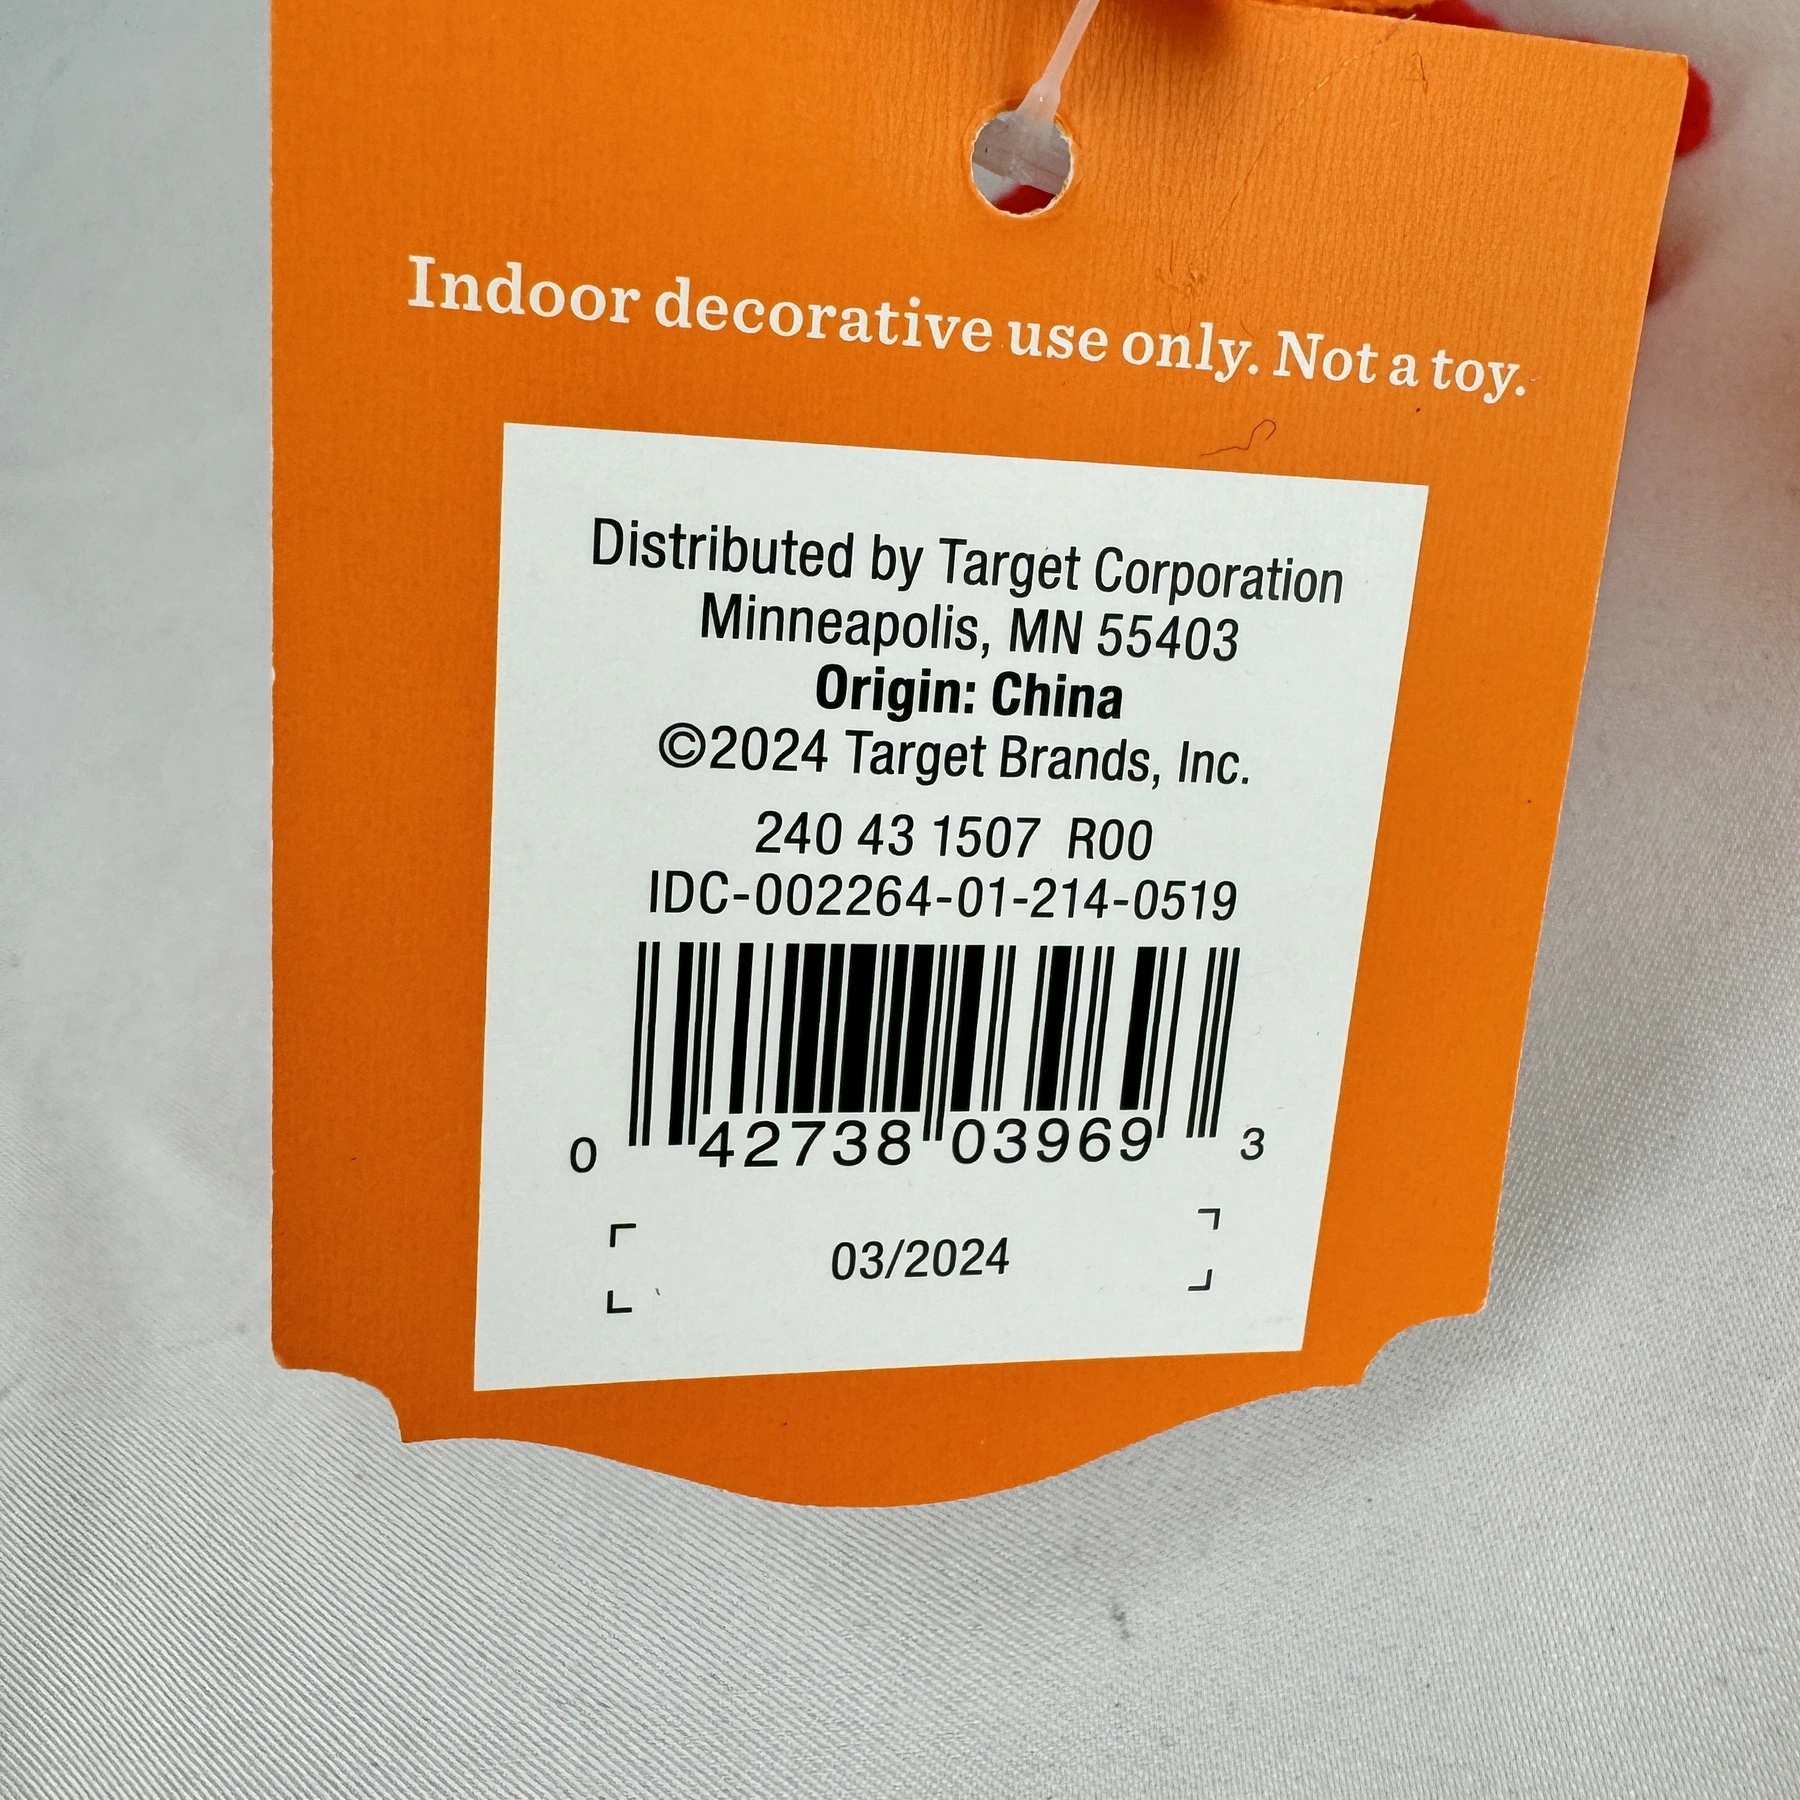 Indoor decorative use only. Not a toy.
Distributed by Target Corporation
Minneapolis, MN 55403
Origin: China
©2024 Target Brands, Inc.
240 43 1507 R00
IDC-002264-01-214-0519
0 42738 03969 3
03/2024